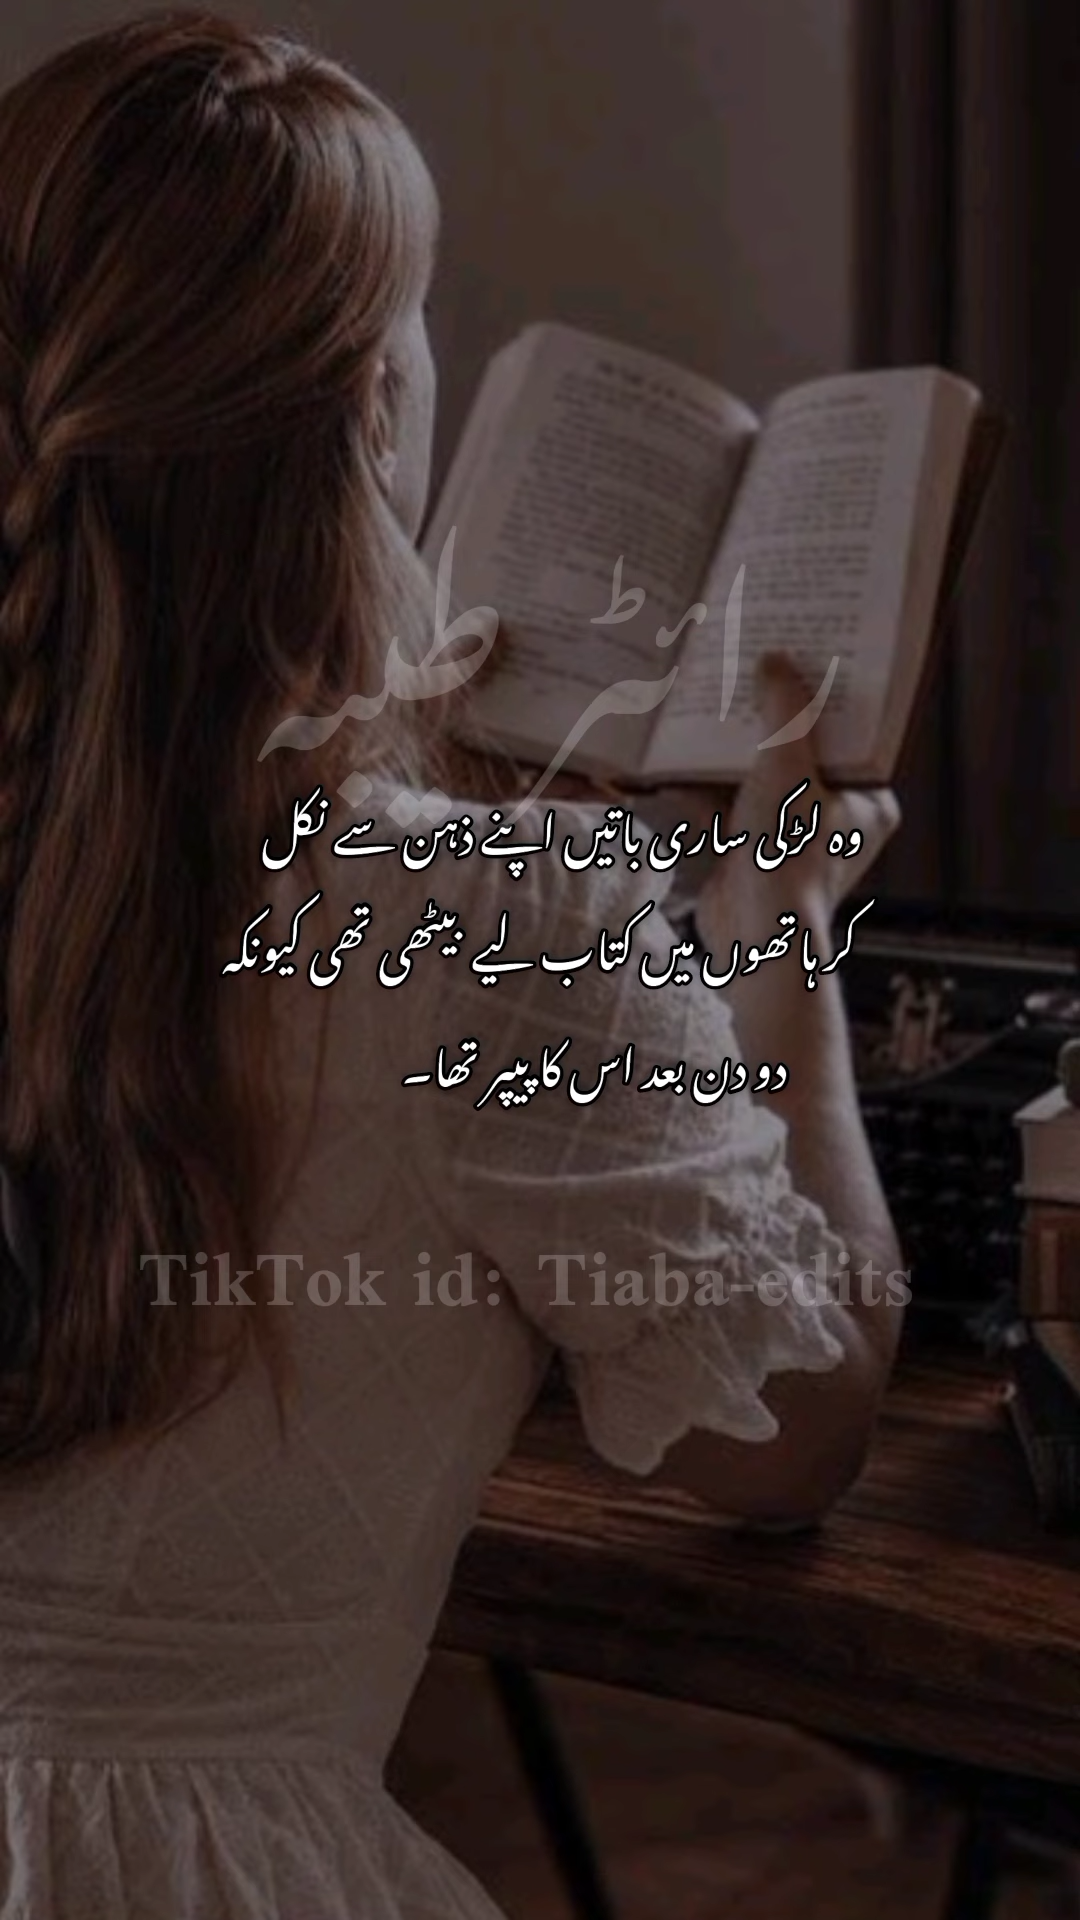 رائٹر طیبہ
وہ لڑکی ساری باتیں اپنے ذہن سے نکل
کر ہاتھوں میں کتاب لیے بیٹھی تھی کیونکہ
دو دن بعد اس کا پیپر تھا۔
TikTok id: Tiaba-edits